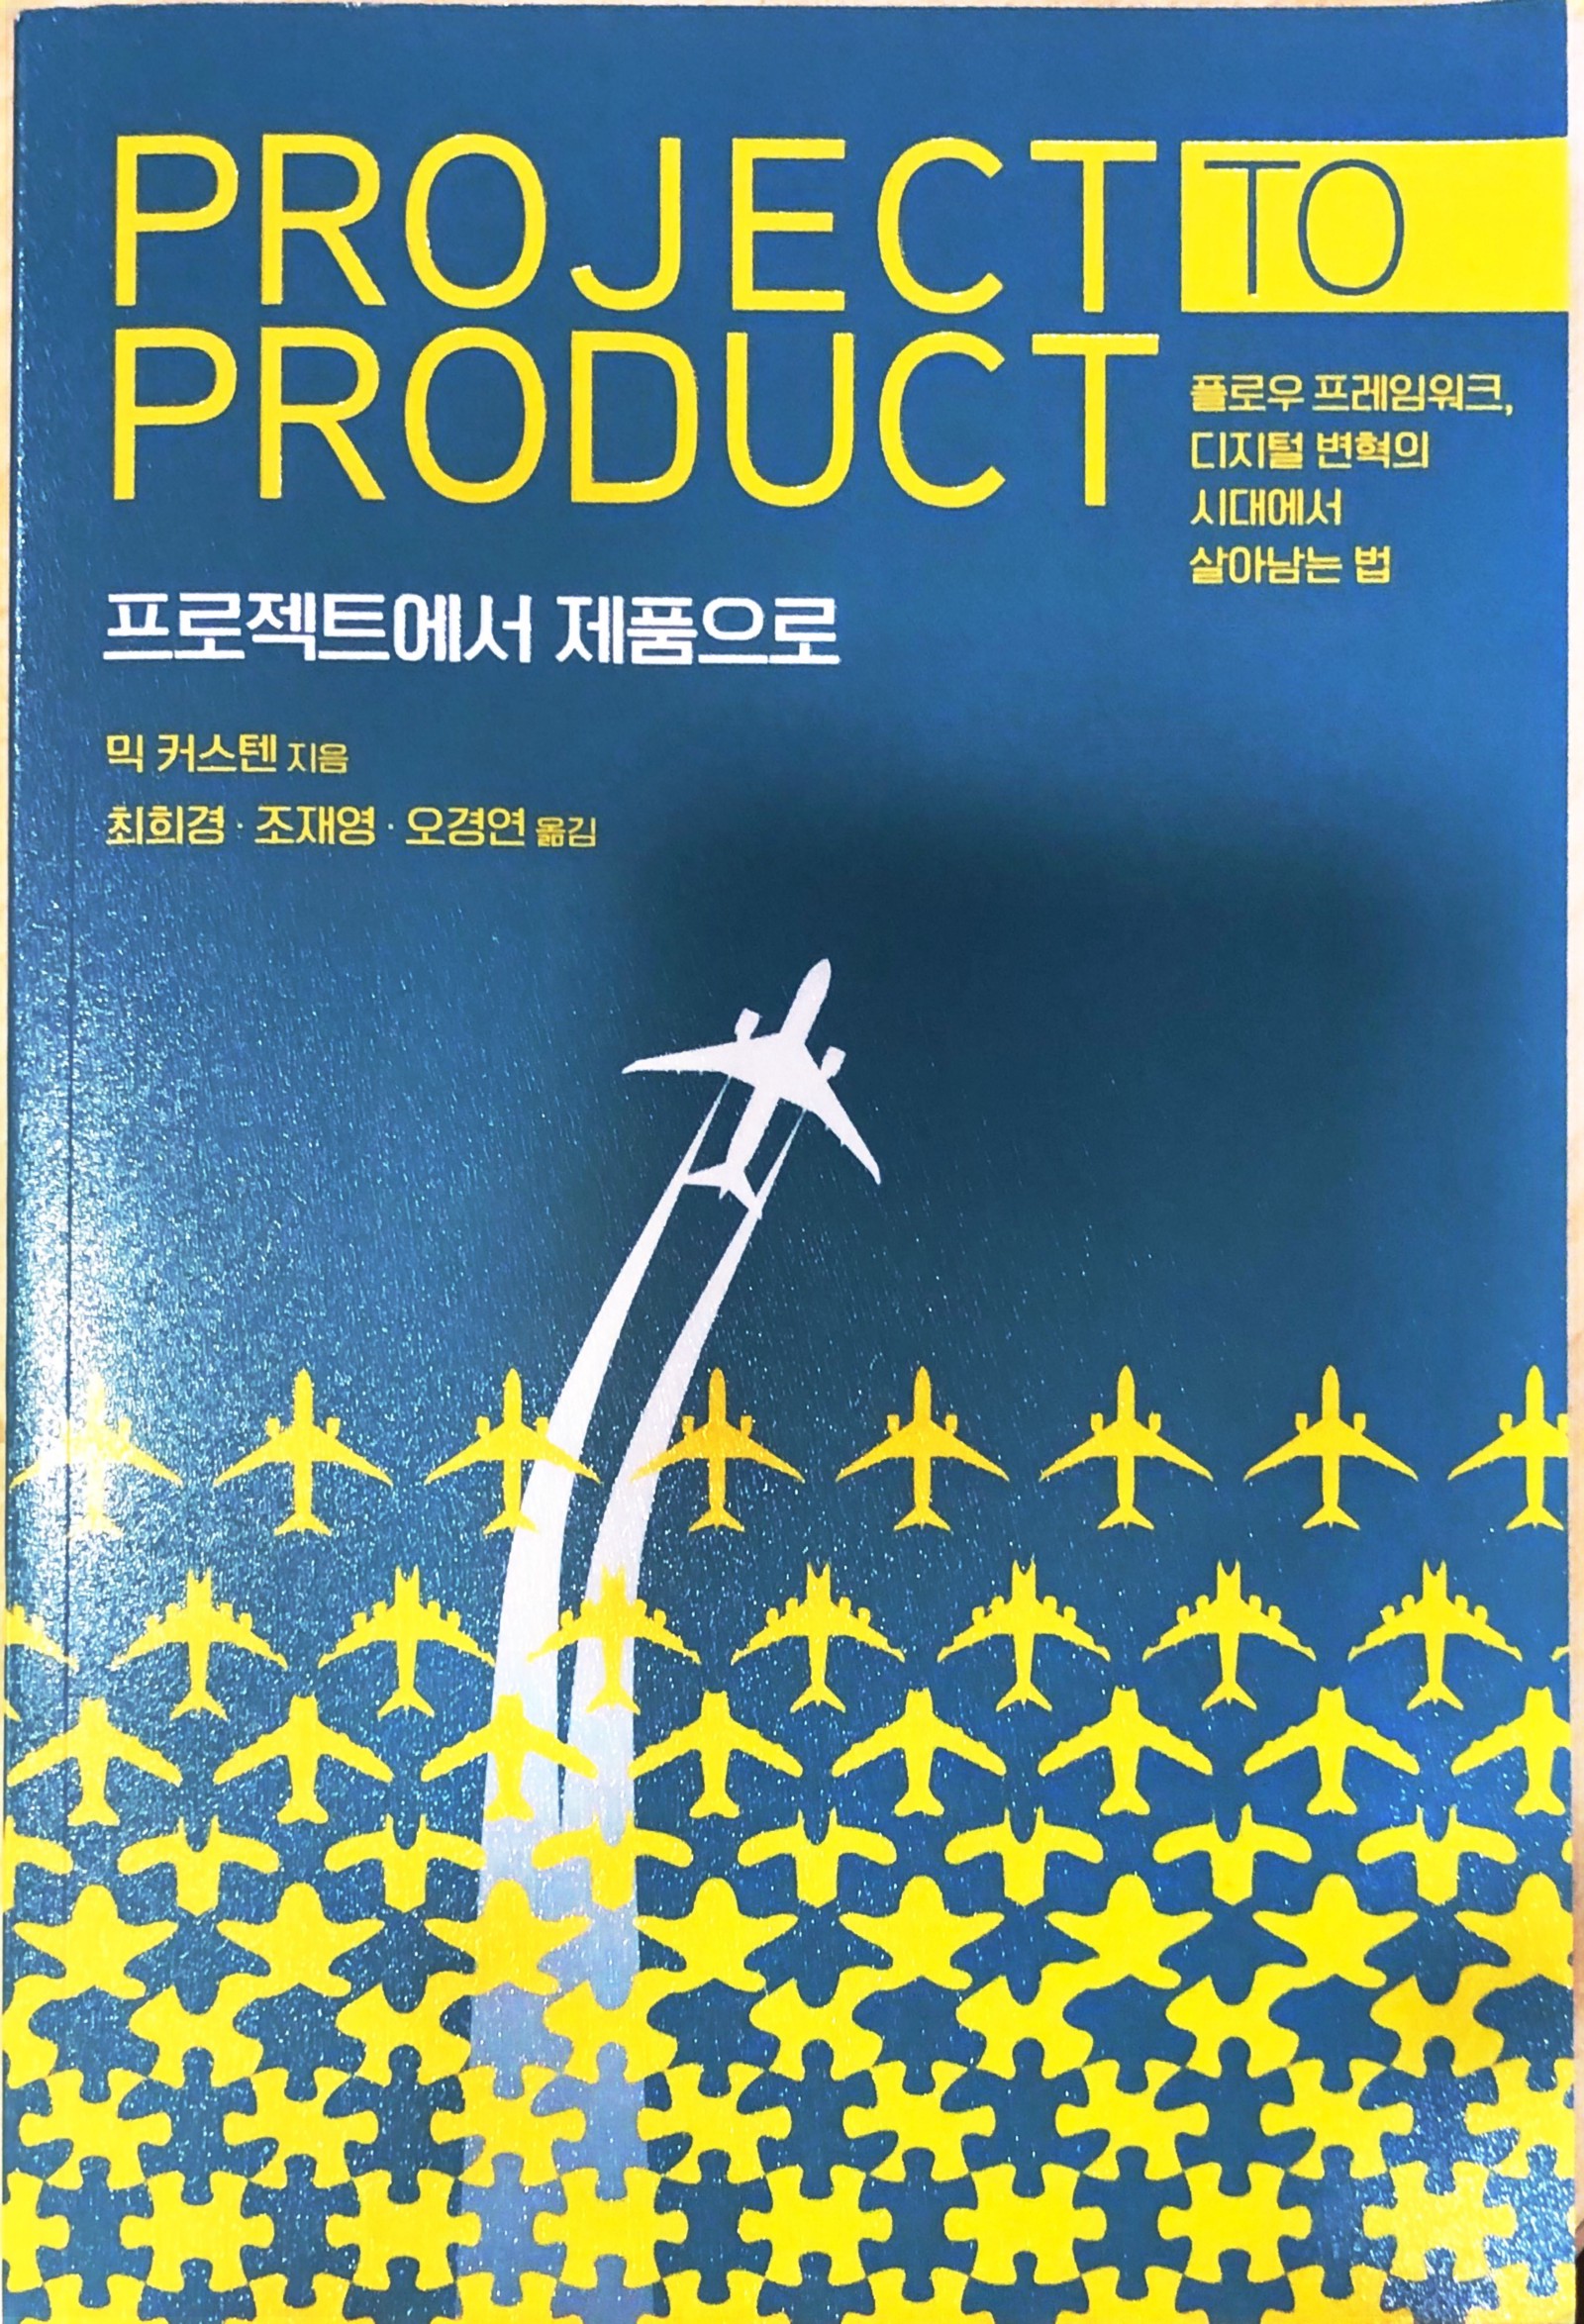 PROJECT TO
PRODUCT
플로우 프레임워크,
디지털 변혁의
시대에서
살아남는 법
프로젝트에서 제품으로
믹 커스텐 지음
최희경 · 조재영 · 오경연 옮김